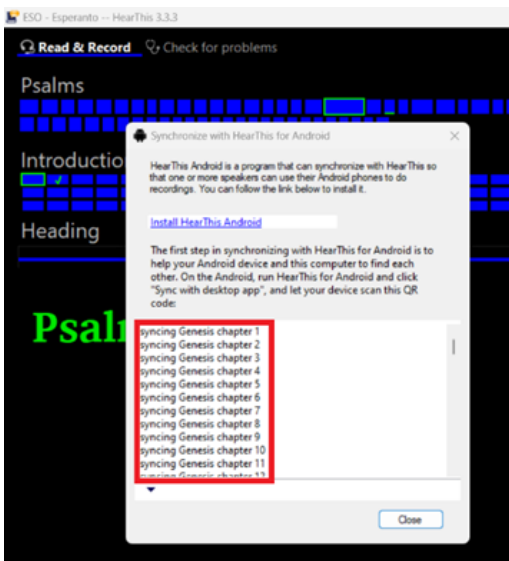 ESO - Esperanto -- HearThis 3.3.3
Read & Record Check for problems
Psalms
Synchronize with HearThis for Android
Introductio
HearThis Android is a program that can synchronize with HearThis so
that one or more speakers can use their Android phones to do
recordings. You can follow the link below to install it.
Heading
Install HearThis Android
The first step in synchronizing with HearThis for Android is to
help your Android device and this computer to find each
other. On the Android, run HearThis for Android and click
"Sync with desktop app", and let your device scan this QR
code:
Psal
syncing Genesis chapter 1
syncing Genesis chapter 2
syncing Genesis chapter 3
syncing Genesis chapter 4
syncing Genesis chapter 5
syncing Genesis chapter 6
syncing Genesis chapter 7
syncing Genesis chapter 8
syncing Genesis chapter 9
syncing Genesis chapter 10
syncing Genesis chapter 11
syncing Genesis chapter 12
Close